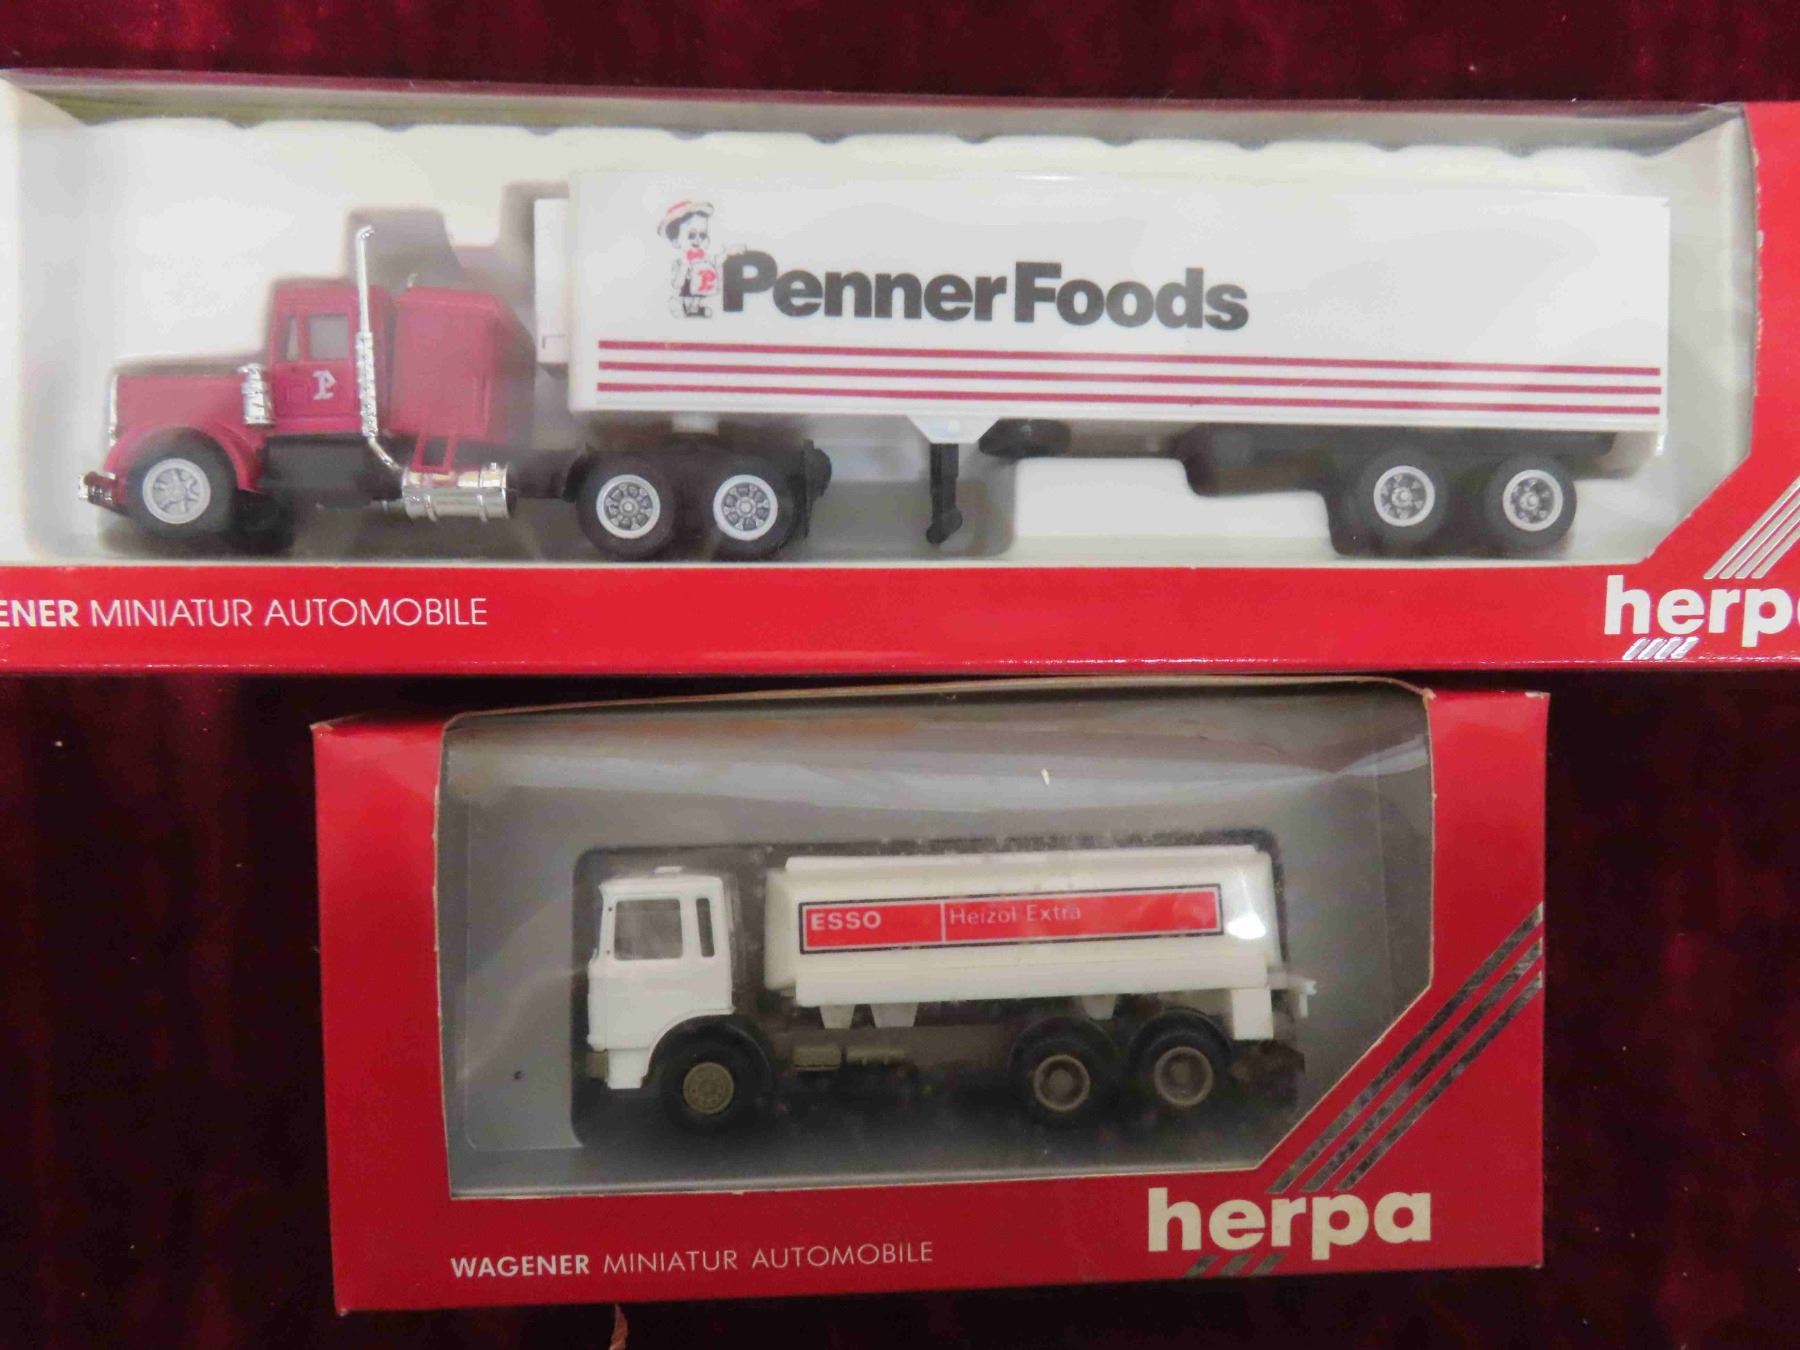 P
PennerFoods
P
ENER MINIATUR AUTOMOBILE
herpa
ESSO Heizöl Extra
herpa
WAGENER MINIATUR AUTOMOBILE